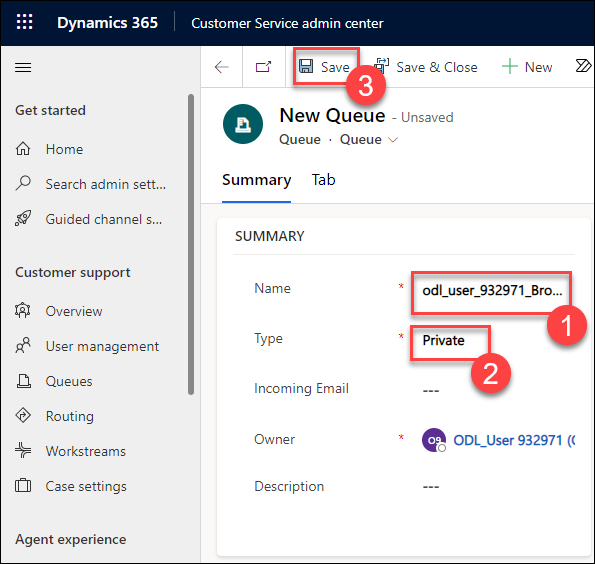 Dynamics 365 Customer Service admin center
Save Save & Close New
3
Get started
Home
Search admin sett...
Guided channel s...
Customer support
Overview
User management
Queues
Routing
Workstreams
Case settings
Agent experience
New Queue - Unsaved
Queue · Queue
Summary Tab
SUMMARY
Name * odl_user_932971_Bro...
1
Type * Private
2
Incoming Email ---
Owner * O9 ODL_User 932971 (
Description ---